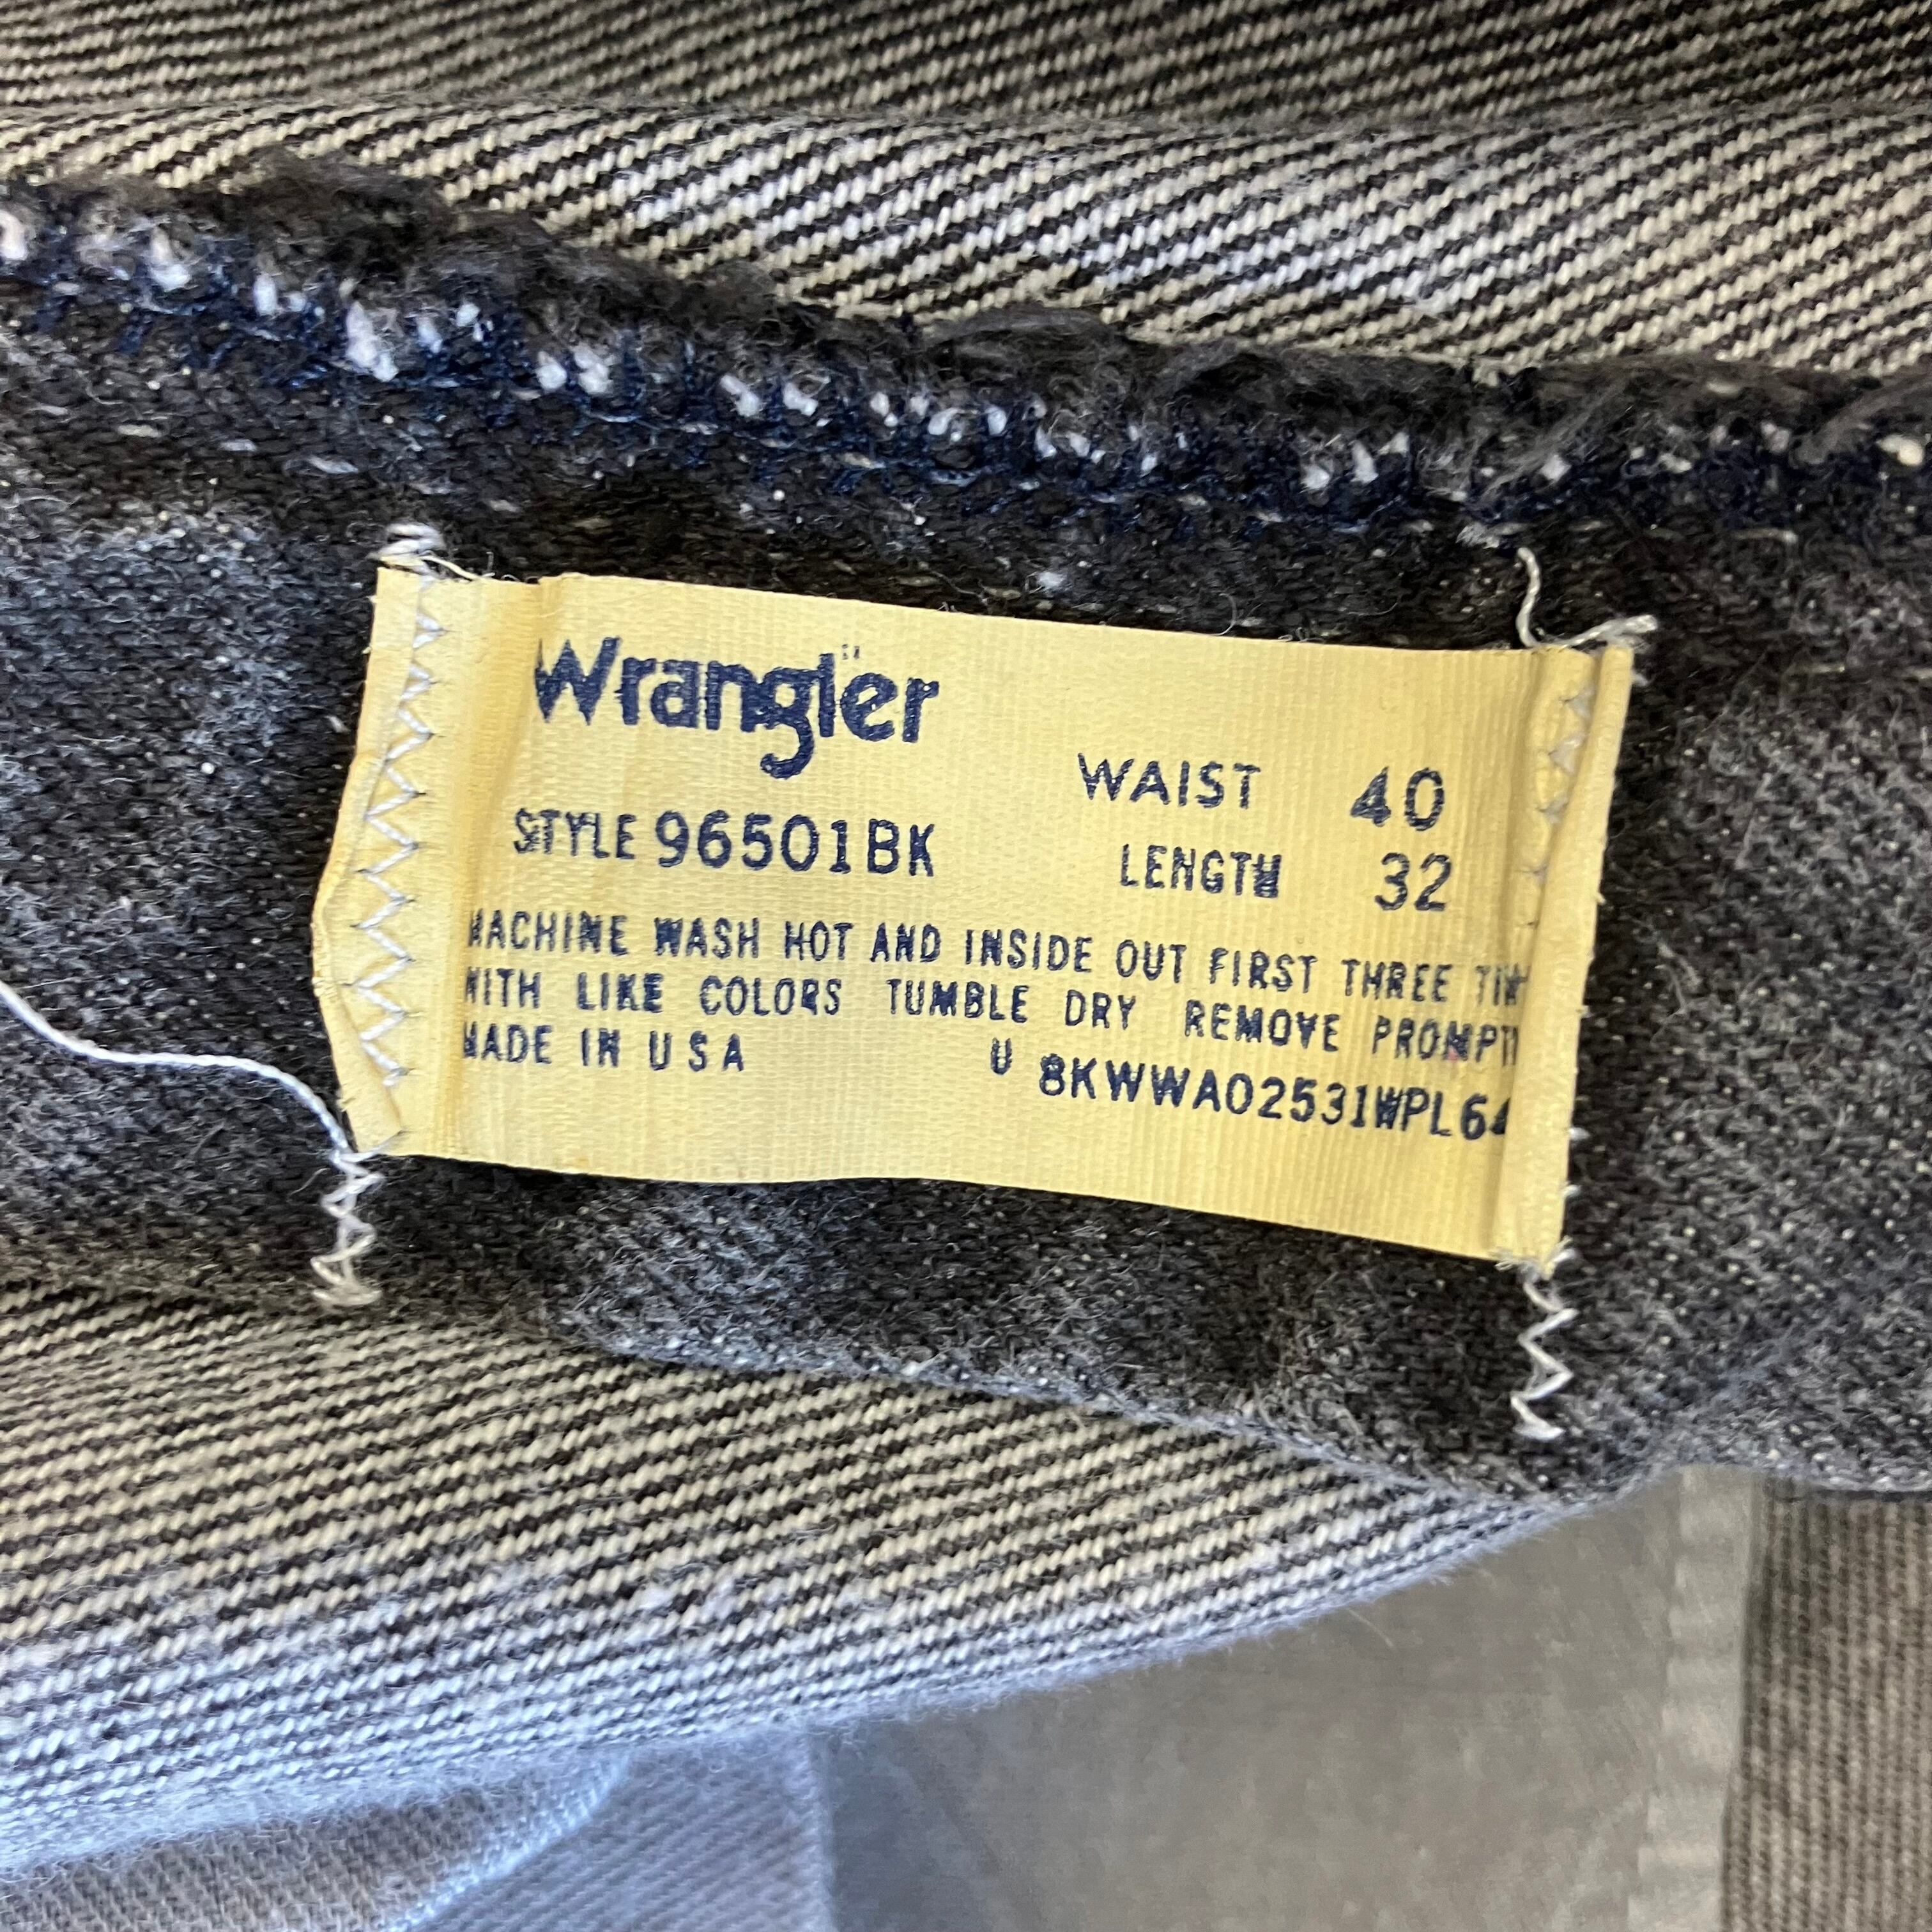 Wrangler
WAIST 40
STYLE 96501BK
LENGTH 32
MACHINE WASH HOT AND INSIDE OUT FIRST THREE
WITH LIKE COLORS TUMBLE DRY REMOVE
MADE IN USA U 8KWWA02531WPL6